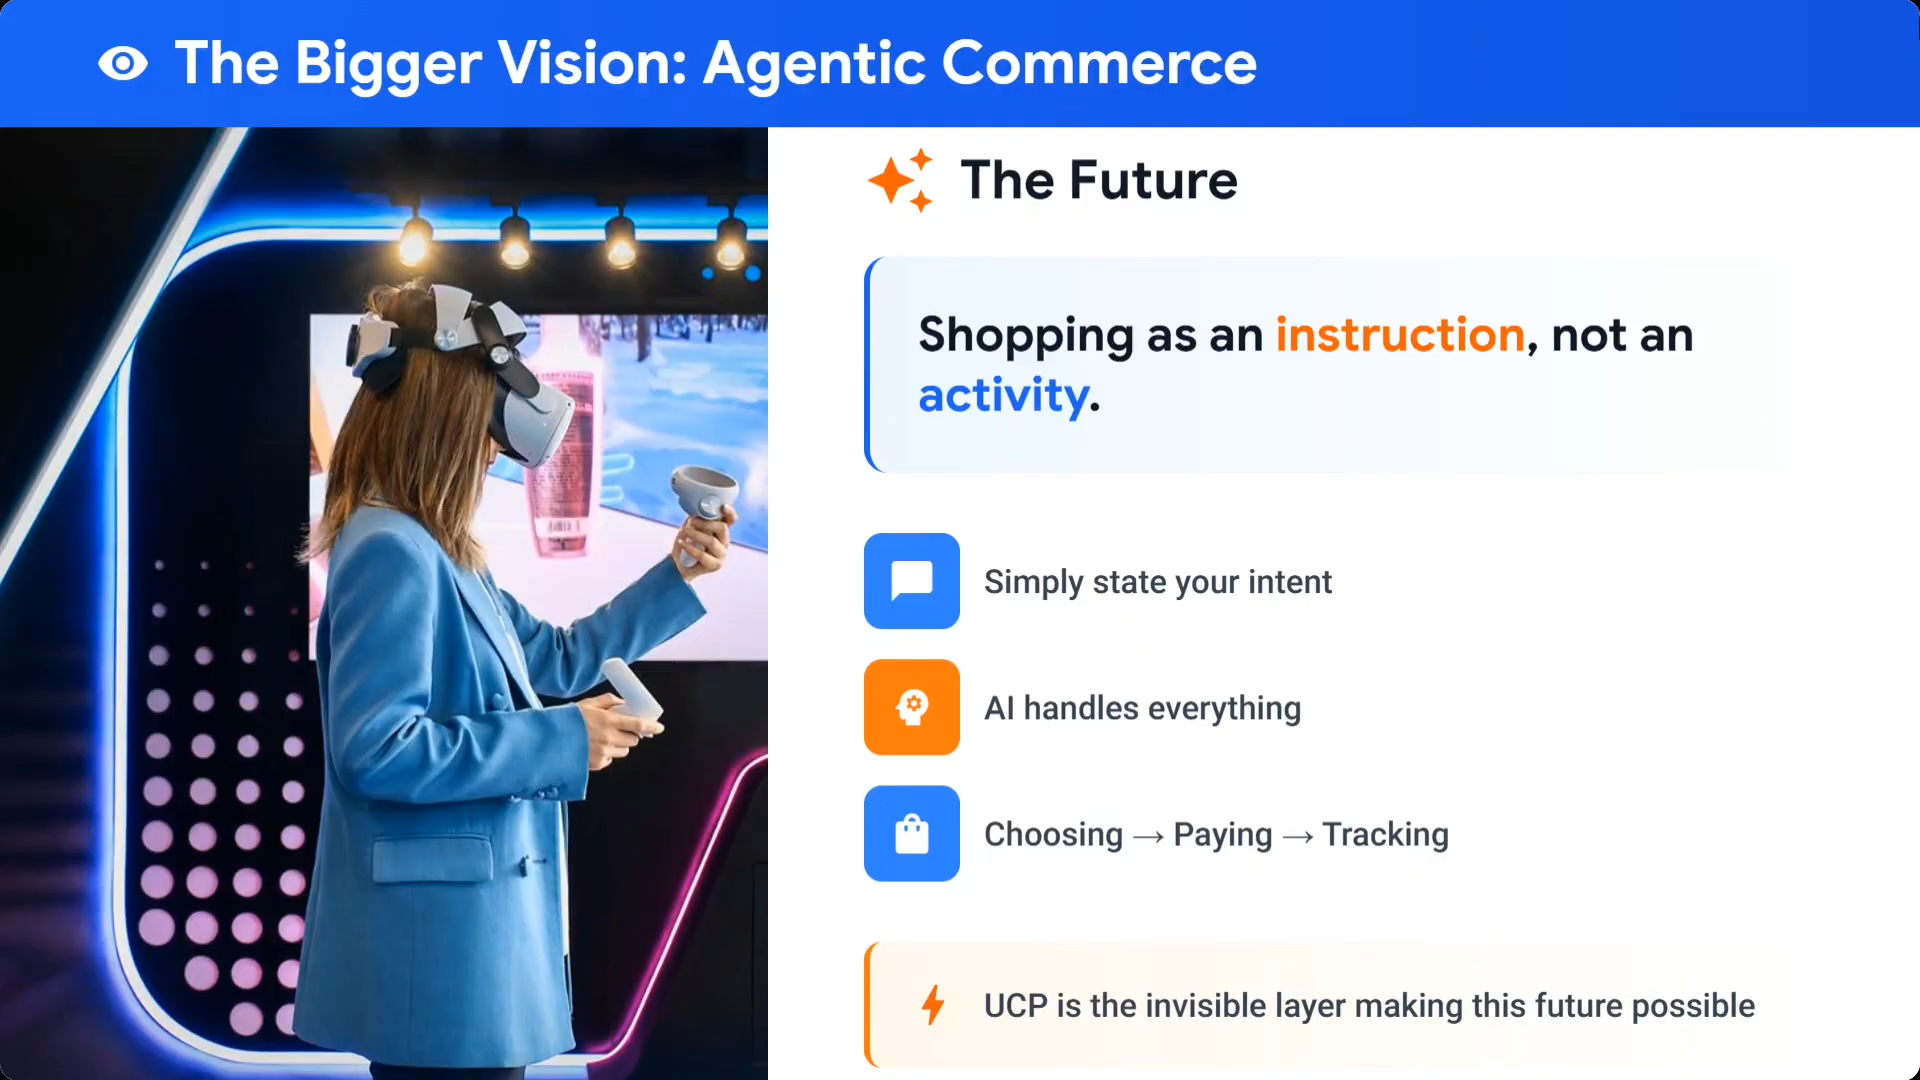 The Bigger Vision: Agentic Commerce
The Future
Shopping as an instruction, not an
activity.
Simply state your intent
AI handles everything
Choosing → Paying → Tracking
UCP is the invisible layer making this future possible